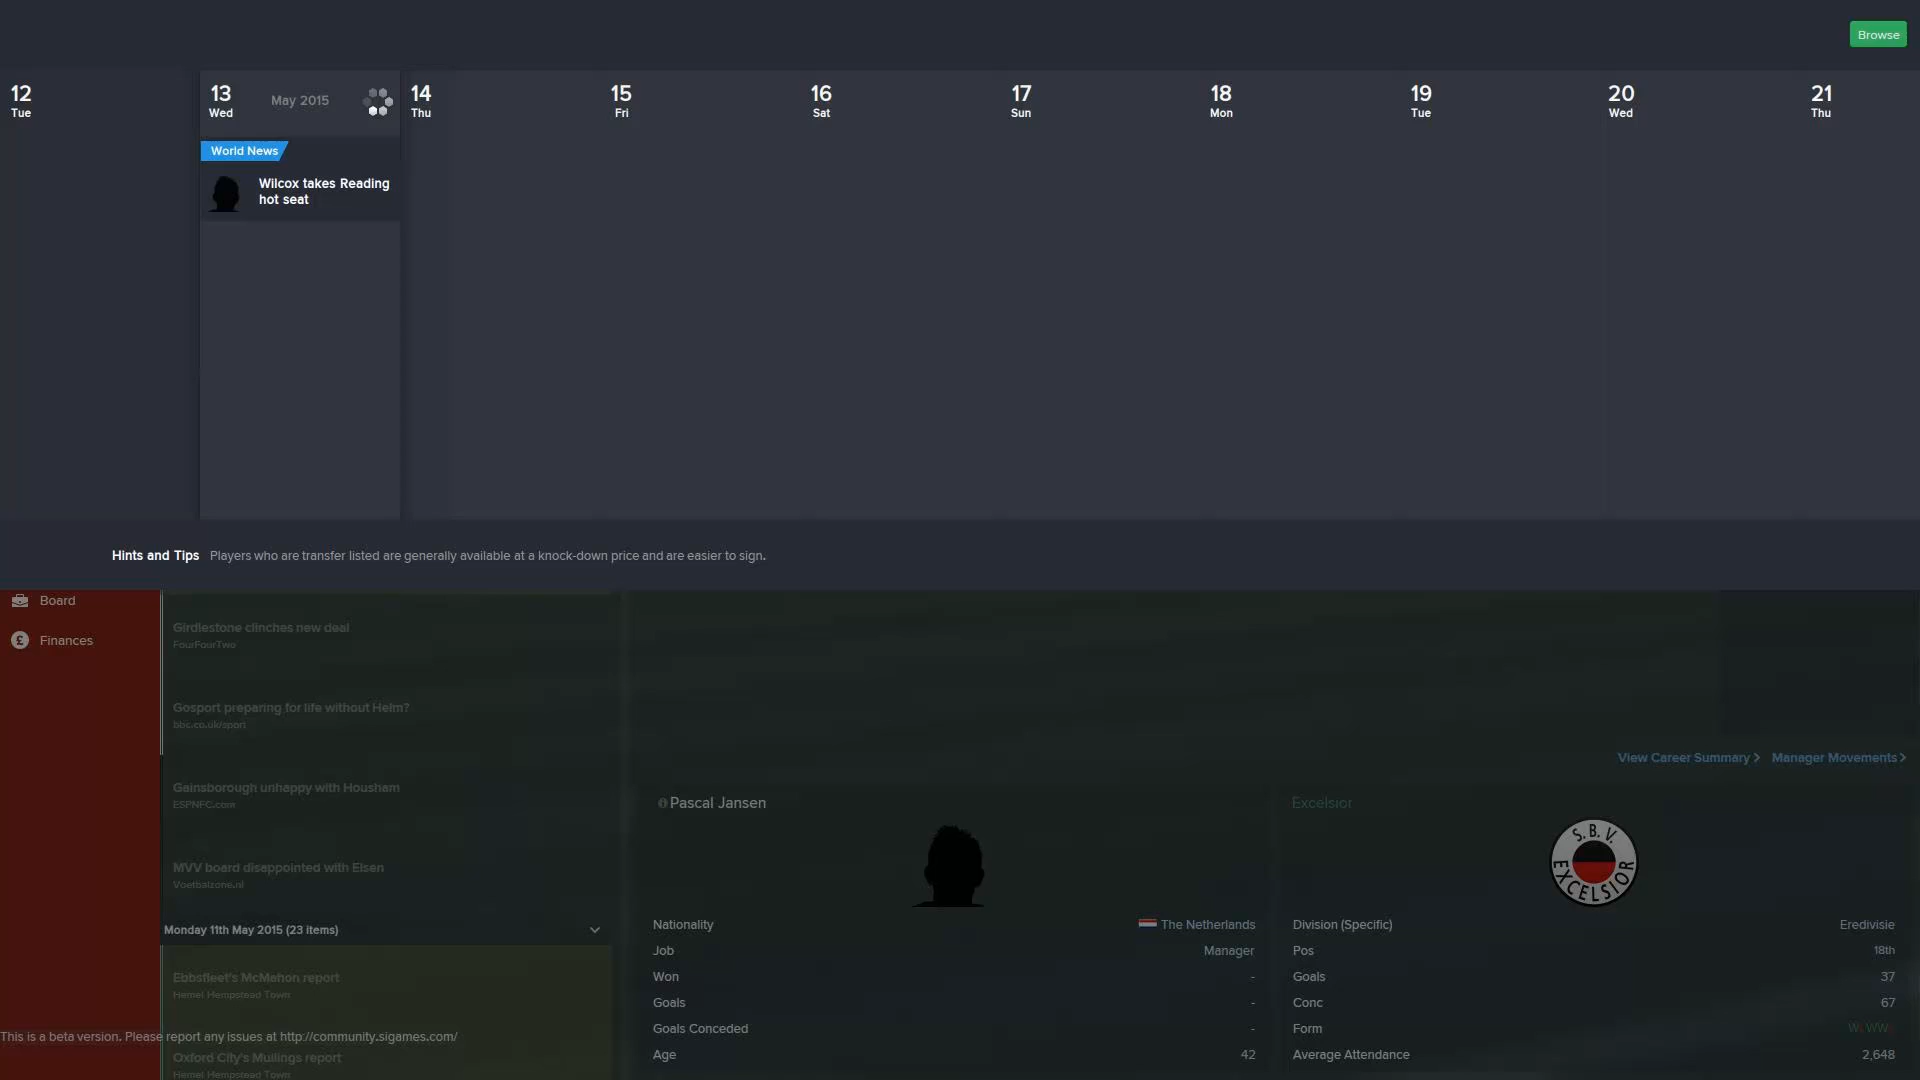 Browse
12
Tue
13
Wed
May 2015
14
Thu
15
Fri
16
Sat
17
Sun
18
Mon
19
Tue
20
Wed
21
Thu
World News
Wilcox takes Reading
hot seat
Hints and Tips Players who are transfer listed are generally available at a knock-down price and are easier to sign.
Board
Finances
Girdlestone clinches new deal
FourFourTwo
Gosport preparing for life without Helm?
bbc.co.uk/sport
Gainsborough unhappy with Housham
ESPNFC.com
MVV board disappointed with Elsen
Voetbalzone.nl
Monday 11th May 2015 (23 items)
Ebbsfleet's McMahon report
Hemel Hempstead Town
This is a beta version. Please report any issues at http://community.sigames.com/
Oxford City's Mullings report
Hemel Hempstead Town
View Career Summary
Manager Movements
Pascal Jansen
Nationality The Netherlands
Job Manager
Won -
Goals -
Goals Conceded -
Age 42
Excelsior
S.B.V.
EXCELSIOR
Division (Specific) Eredivisie
Pos 18th
Goals 37
Conc 67
Form
Average Attendance 2,648